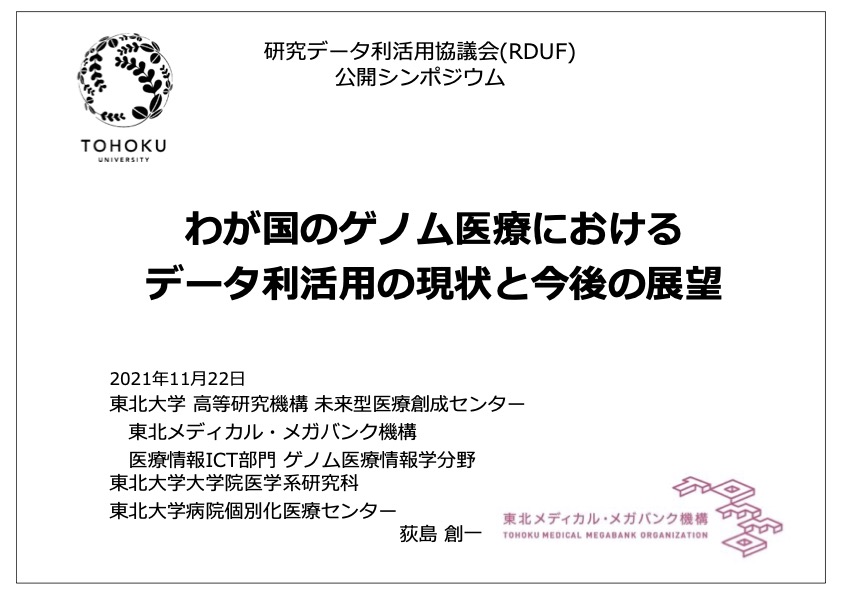 研究データ利活用協議会(RDUF)
公開シンポジウム
TOHOKU
UNIVERSITY
わが国のゲノム医療における
データ利活用の現状と今後の展望
2021年11月22日
東北大学 高等研究機構 未来型医療創成センター
東北メディカル・メガバンク機構
医療情報ICT部門 ゲノム医療情報学分野
東北大学大学院医学系研究科
東北大学病院個別化医療センター
荻島 創一
東北メディカル・メガバンク機構
TOHOKU MEDICAL MEGABANK ORGANIZATION